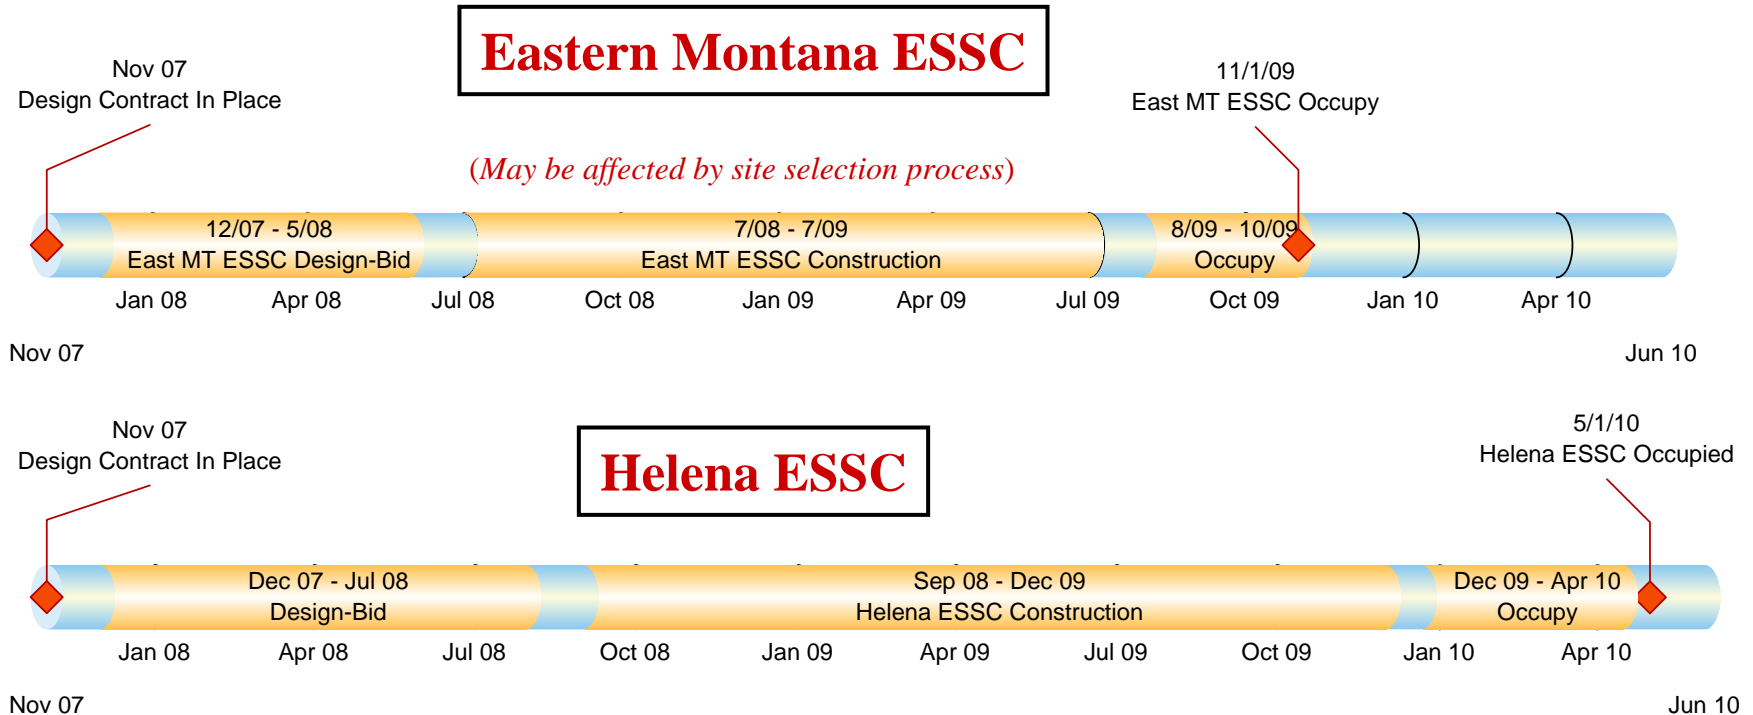 Eastern Montana ESSC
Nov 07
Design Contract In Place
11/1/09
East MT ESSC Occupy
(May be affected by site selection process)
12/07 - 5/08
East MT ESSC Design-Bid
7/08 - 7/09
East MT ESSC Construction
8/09 - 10/09
Occupy
Jan 08 Apr 08 Jul 08 Oct 08 Jan 09 Apr 09 Jul 09 Oct 09 Jan 10 Apr 10
Nov 07 Jun 10
Nov 07
Design Contract In Place
Helena ESSC
5/1/10
Helena ESSC Occupied
Dec 07 - Jul 08
Design-Bid
Sep 08 - Dec 09
Helena ESSC Construction
Dec 09 - Apr 10
Occupy
Jan 08 Apr 08 Jul 08 Oct 08 Jan 09 Apr 09 Jul 09 Oct 09 Jan 10 Apr 10
Nov 07 Jun 10